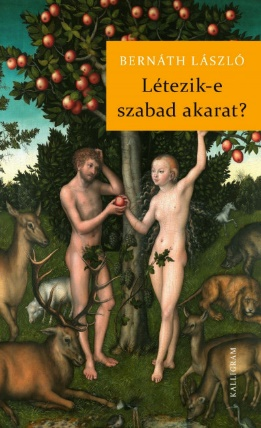 BERNÁTH LÁSZLÓ
Létezik-e
szabad akarat?
KALLIGRAM